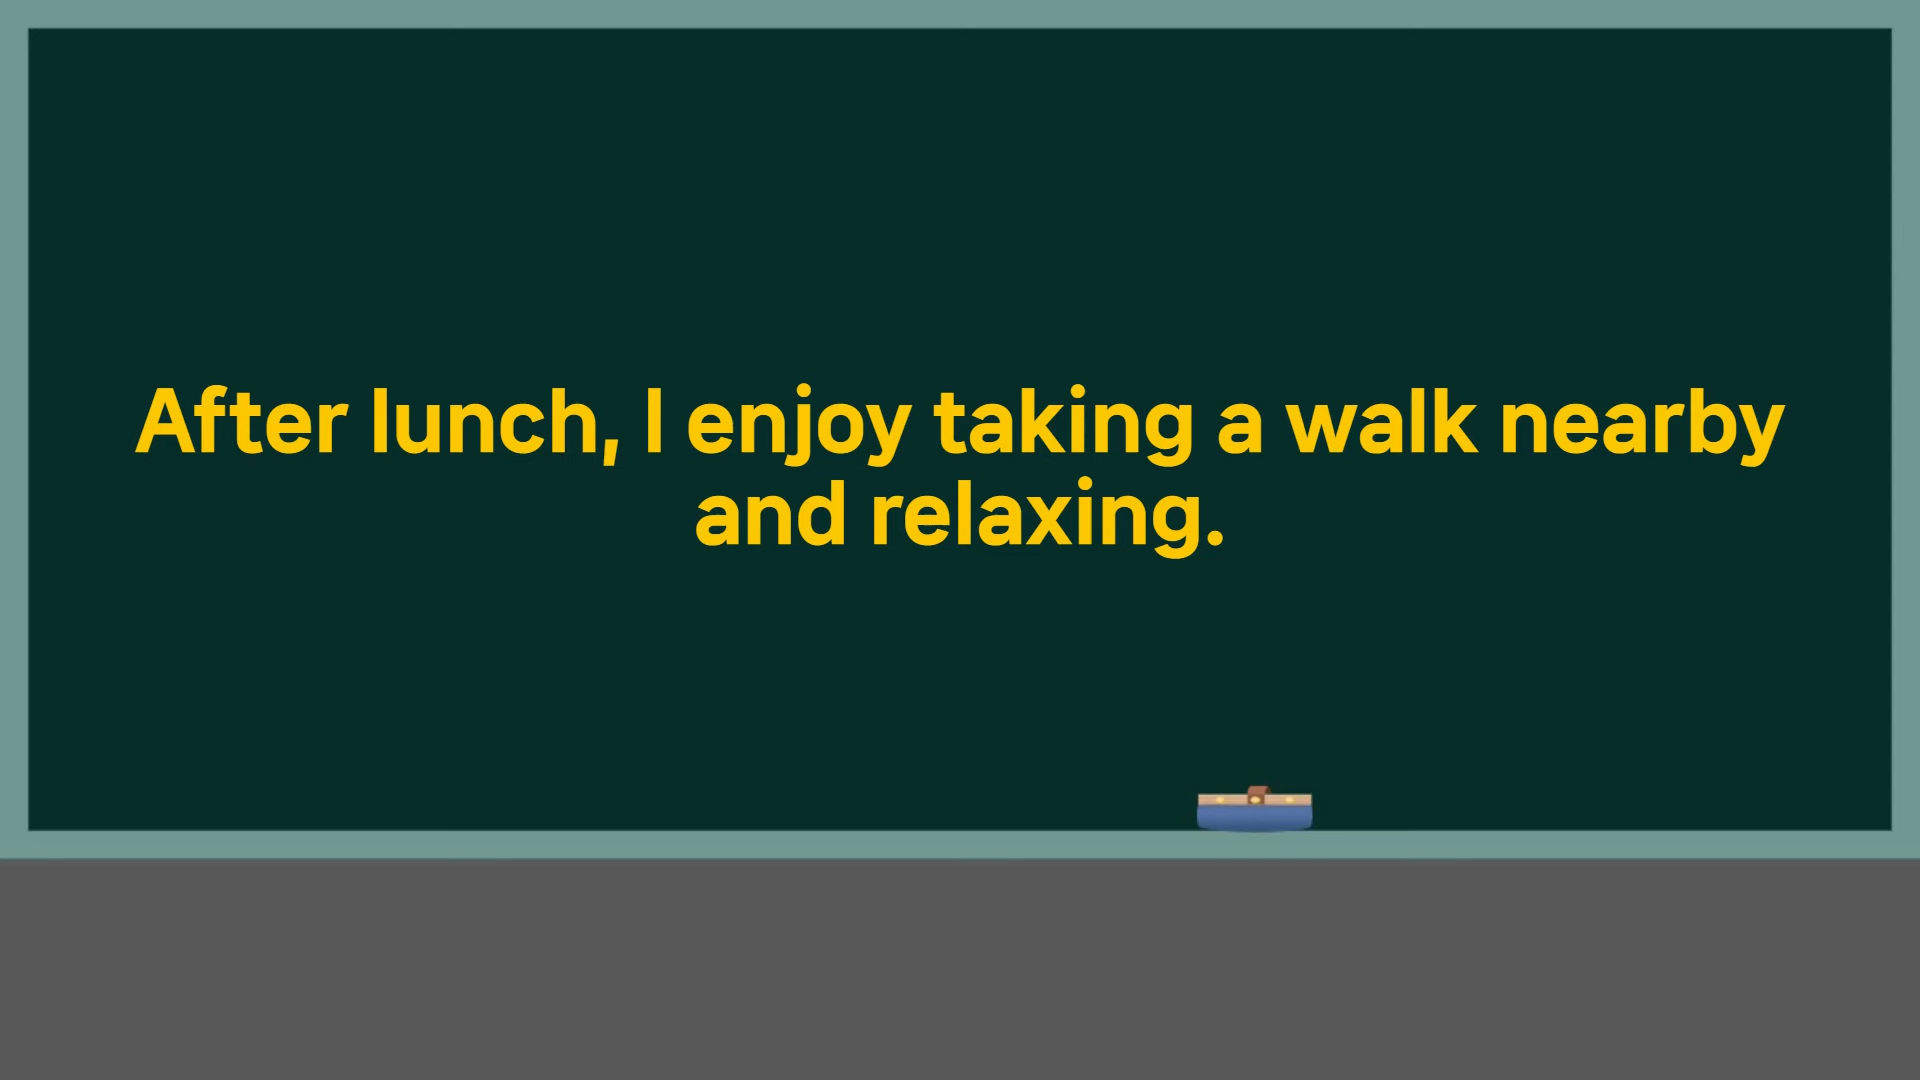 After lunch, I enjoy taking a walk nearby
and relaxing.